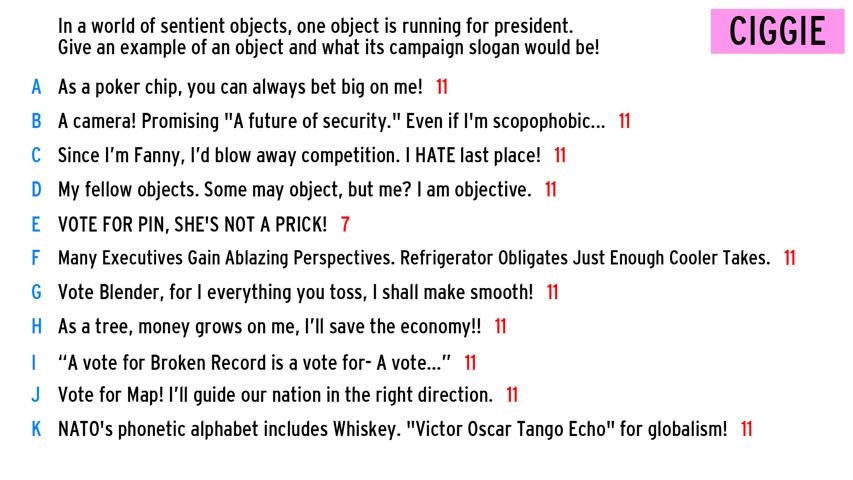 In a world of sentient objects, one object is running for president.
Give an example of an object and what its campaign slogan would be!
CIGGIE
A As a poker chip, you can always bet big on me! 11
B A camera! Promising "A future of security." Even if I'm scopophobic... 11
C Since I'm Fanny, I'd blow away competition. I HATE last place! 11
D My fellow objects. Some may object, but me? I am objective. 11
E VOTE FOR PIN, SHE'S NOT A PRICK! 7
F Many Executives Gain Ablazing Perspectives. Refrigerator Obligates Just Enough Cooler Takes. 11
G Vote Blender, for I everything you toss, I shall make smooth! 11
H As a tree, money grows on me, I'll save the economy!! 11
I “A vote for Broken Record is a vote for- A vote...” 11
J Vote for Map! I'll guide our nation in the right direction. 11
K NATO's phonetic alphabet includes Whiskey. "Victor Oscar Tango Echo" for globalism! 11